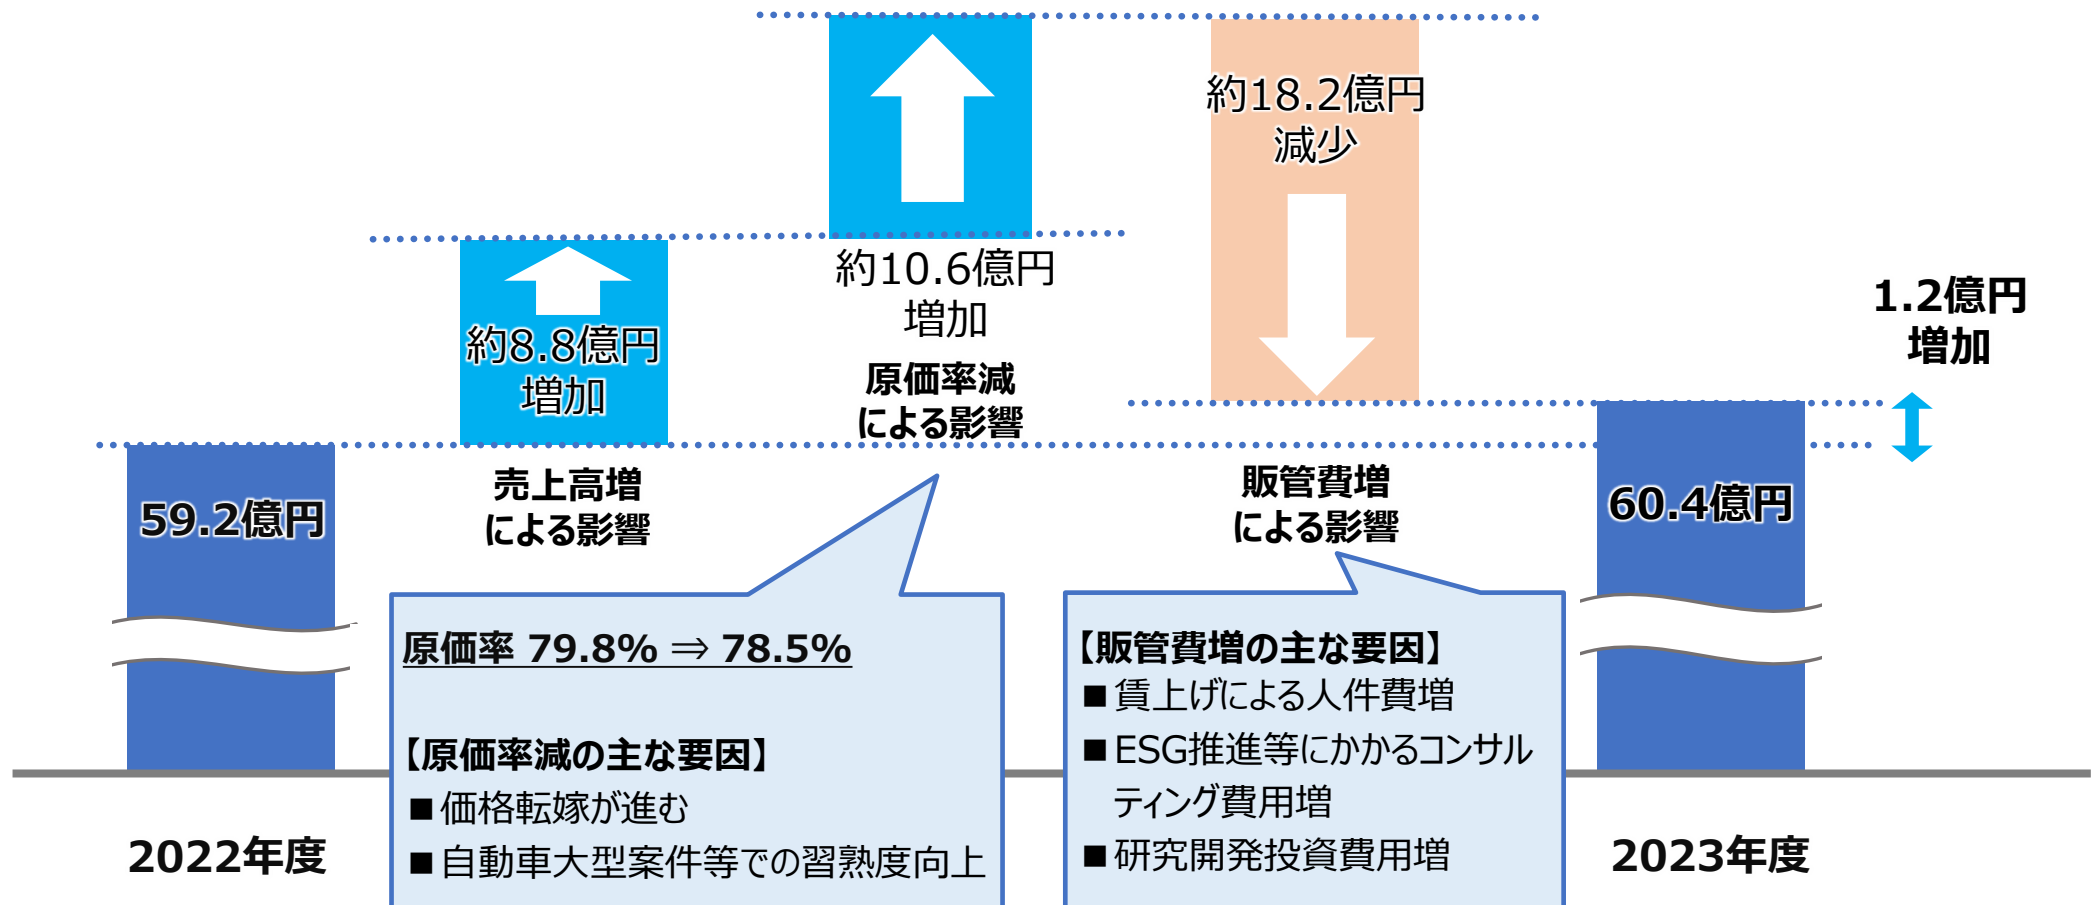 約18.2億円
減少
約10.6億円
増加
約8.8億円
増加
1.2億円
増加
原価率減
による影響
売上高増
による影響
販管費増
による影響
59.2億円
60.4億円
原価率 79.8% ⇒ 78.5%
【原価率減の主な要因】
■価格転嫁が進む
■自動車大型案件等での習熟度向上
【販管費増の主な要因】
■賃上げによる人件費増
■ESG推進等にかかるコンサル
ティング費用増
■研究開発投資費用増
2022年度
2023年度